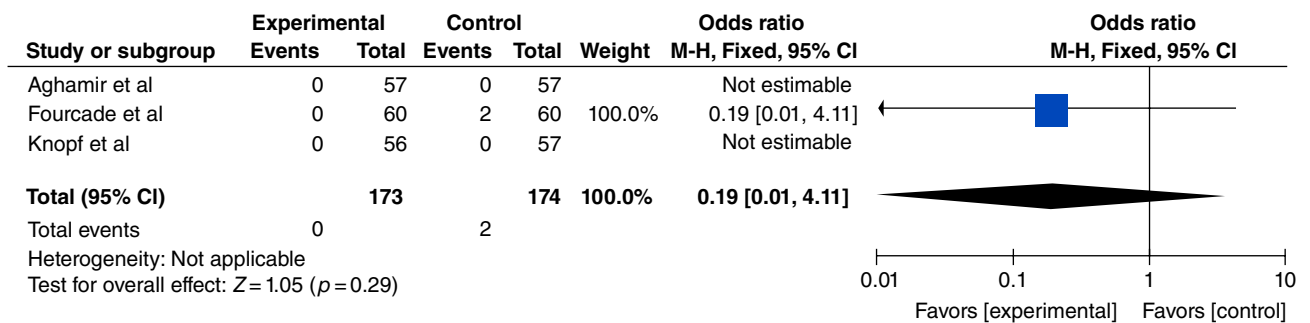 Experimental Control Odds ratio Odds ratio
Study or subgroup Events Total Events Total Weight M-H, Fixed, 95% CI M-H, Fixed, 95% CI
Aghamir et al 0 57 0 57 Not estimable
Fourcade et al 0 60 2 60 100.0% 0.19 [0.01, 4.11]
Knopf et al 0 56 0 57 Not estimable
Total (95% CI) 173 174 100.0% 0.19 [0.01, 4.11]
Total events 0 2
Heterogeneity: Not applicable
Test for overall effect: Z = 1.05 (p = 0.29)
0.01 0.1 1 10
Favors [experimental] Favors [control]